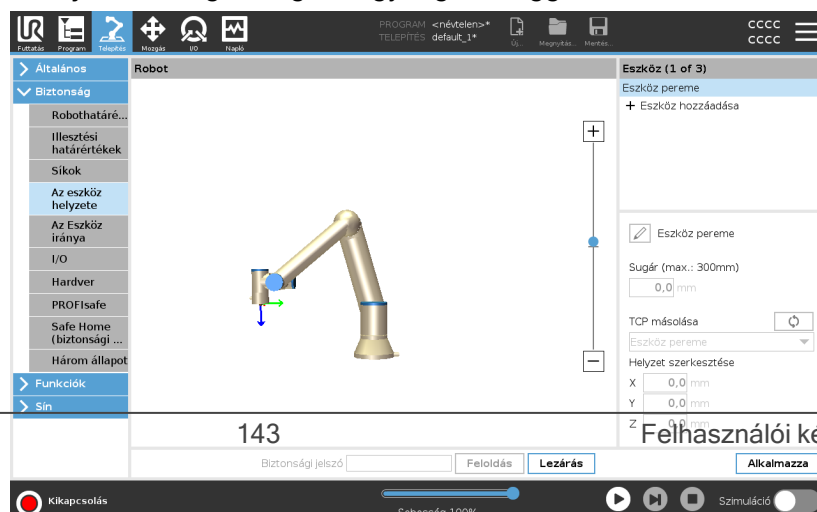 PROGRAM <névtelen>*
TELEPÍTÉS default_1*
Új... Megnyitás... Mentés...
CCCC
CCCC
Futtatás Program Telepítés Mozgás I/O Napló
Általános
Biztonság
Robothatáré...
Illesztési
határértékek
Síkok
Az eszköz
helyzete
Az Eszköz
iránya
I/O
Hardver
PROFIsafe
Safe Home
(biztonsági ...
Három állapot
Funkciók
Sín
Robot
Eszköz (1 of 3)
Eszköz pereme
+ Eszköz hozzáadása
Eszköz pereme
Sugár (max.: 300mm)
0,0 mm
TCP másolása
Eszköz pereme
Helyzet szerkesztése
X 0,0 mm
Y 0,0 mm
Z 0,0 mm
143
Felhasználói ké
Biztonsági jelszó
Feloldás
Lezárás
Alkalmazza
Kikapcsolás
Sebesség 100%
Szimuláció